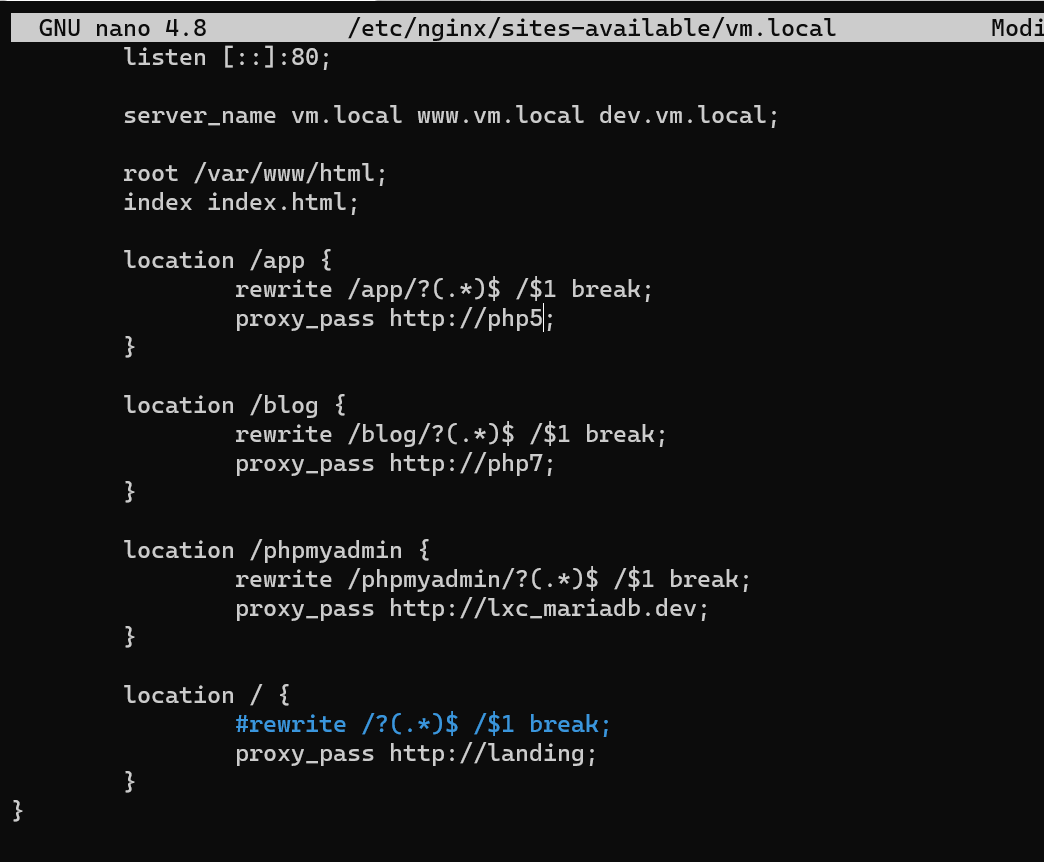 GNU nano 4.8 /etc/nginx/sites-available/vm.local Modi
listen [::]:80;
server_name vm.local www.vm.local dev.vm.local;
root /var/www/html;
index index.html;
location /app {
rewrite /app/?(.*)$ /$1 break;
proxy_pass http://php5;
}
location /blog {
rewrite /blog/?(.*)$ /$1 break;
proxy_pass http://php7;
}
location /phpmyadmin {
rewrite /phpmyadmin/?(.*)$ /$1 break;
proxy_pass http://lxc_mariadb.dev;
}
location / {
#rewrite /?(.*)$ /$1 break;
proxy_pass http://landing;
}
}